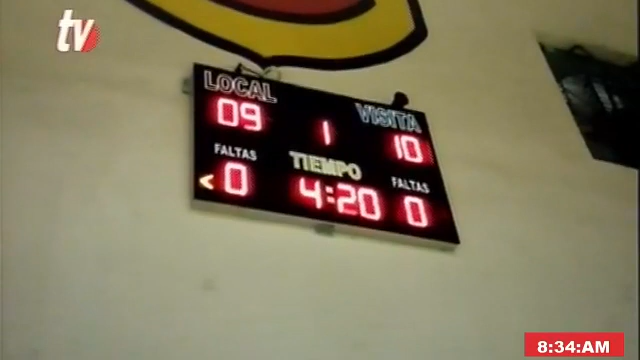 tv
LOCAL
VISITA
09
1
10
FALTAS
TIEMPO
FALTAS
<0
4:20
0
8:34:AM